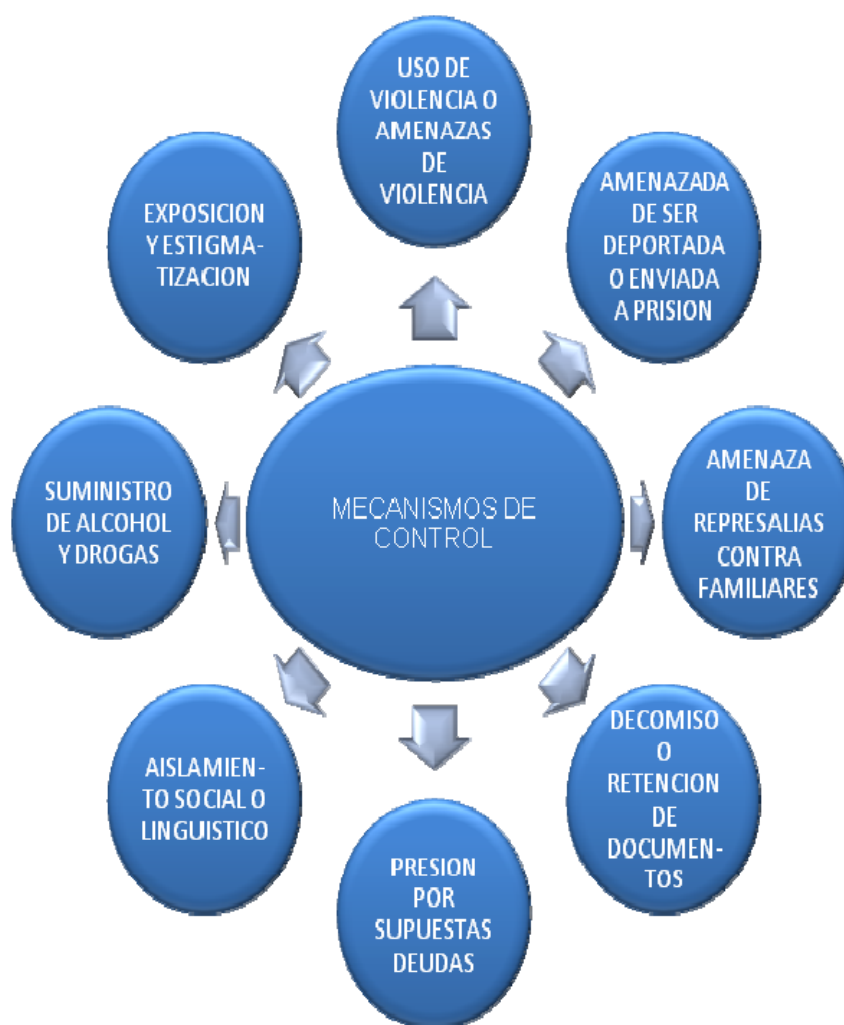 USO DE
VIOLENCIA O
AMENAZAS
DE
VIOLENCIA
AMENAZADA
DE SER
DEPORTADA
O ENVIADA
A PRISION
AMENAZA
DE
REPRESALIAS
CONTRA
FAMILIARES
DECOMISO
O
RETENCION
DE
DOCUMEN-
TOS
PRESION
POR
SUPUESTAS
DEUDAS
AISLAMIEN-
TO SOCIAL O
LINGUISTICO
SUMINISTRO
DE ALCOHOL
Y DROGAS
EXPOSICION
Y ESTIGMA-
TIZACION
MECANISMOS DE
CONTROL